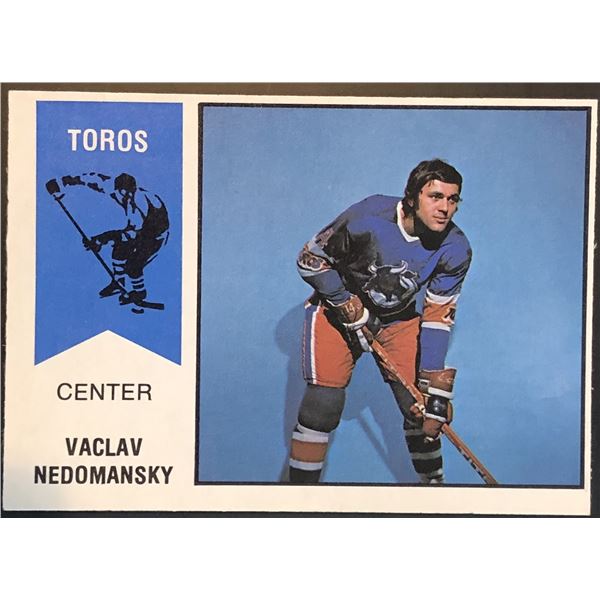 TOROS
CENTER
VACLAV
NEDOMANSKY